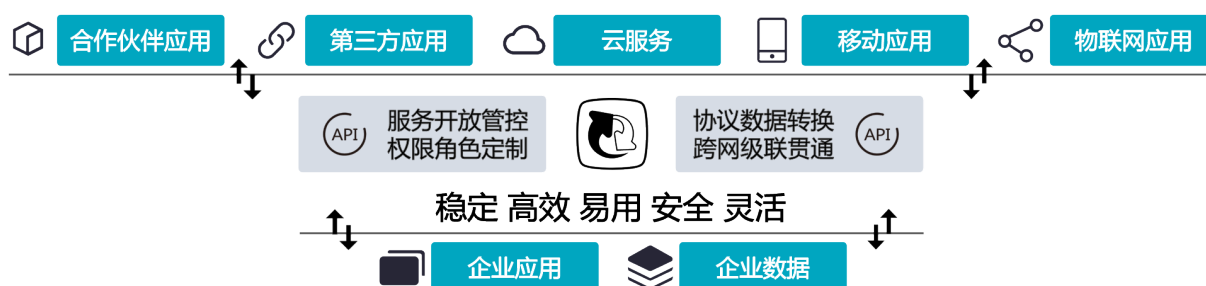 合作伙伴应用
第三方应用
云服务
移动应用
物联网应用
API
服务开放管控
权限角色定制
协议数据转换
跨网级联贯通
API
稳定 高效 易用 安全 灵活
企业应用
企业数据